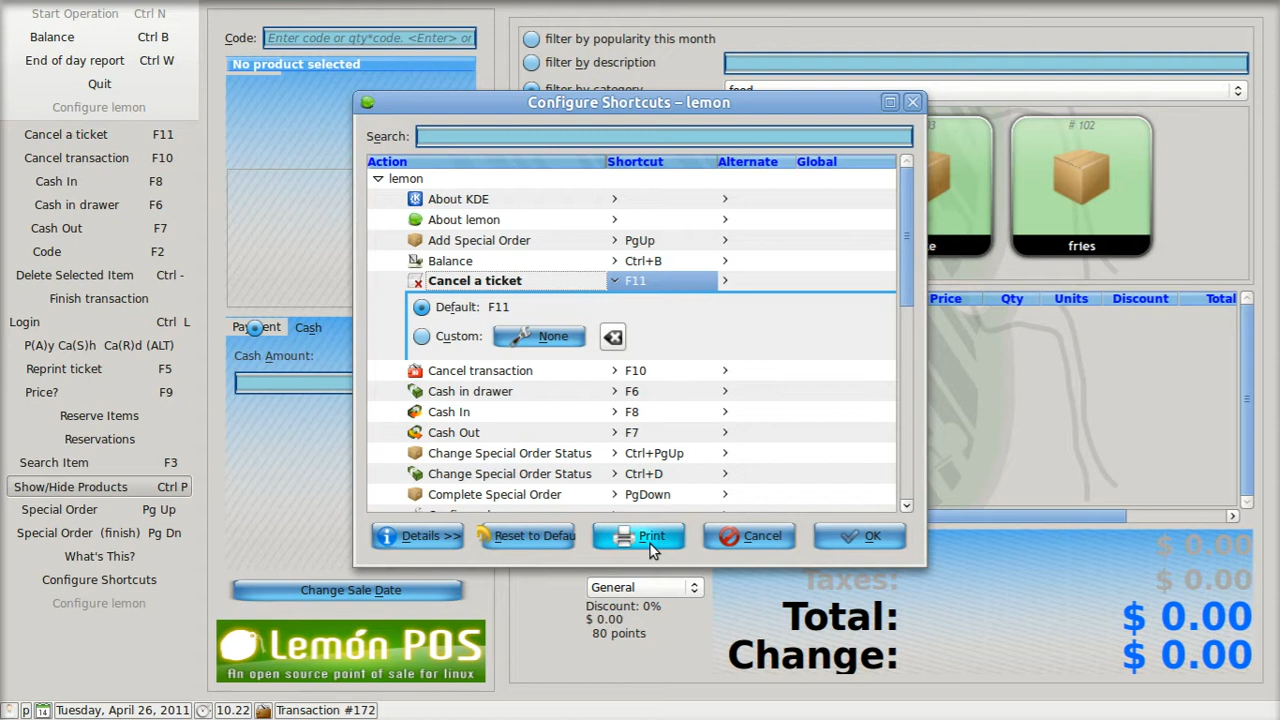 Start Operation Ctrl N
Balance Ctrl B
End of day report Ctrl W
Quit
Configure lemon
Cancel a ticket F11
Cancel transaction F10
Cash In F8
Cash in drawer F6
Cash Out F7
Code F2
Delete Selected Item Ctrl -
Finish transaction
Login Ctrl L
P(A)y Ca(S)h Ca(R)d (ALT)
Reprint ticket F5
Price? F9
Reserve Items
Reservations
Search Item F3
Show/Hide Products Ctrl P
Special Order Pg Up
Special Order (finish) Pg Dn
What's This?
Configure Shortcuts
Configure lemon
Code: Enter code or qty*code. <Enter> or
No product selected
Cash
Cash Amount:
Change Sale Date
Lemón POS
An open source point of sale for linux
filter by popularity this month
filter by description
filter by category
# 102
fries
Price Qty Units Discount Total
Configure Shortcuts – lemon
Search:
Action Shortcut Alternate Global
lemon
About KDE
About lemon
Add Special Order PgUp
Balance Ctrl+B
Cancel a ticket F11
Default: F11
Custom: None
Cancel transaction F10
Cash in drawer F6
Cash In F8
Cash Out F7
Change Special Order Status Ctrl+PgUp
Change Special Order Status Ctrl+D
Complete Special Order PgDown
Details >> Reset to Defau Print Cancel OK
General
Discount: 0%
$ 0.00
80 points
$ 0.00
Taxes: $ 0.00
Total: $ 0.00
Change: $ 0.00
p 14 Tuesday, April 26, 2011 10.22 Transaction #172